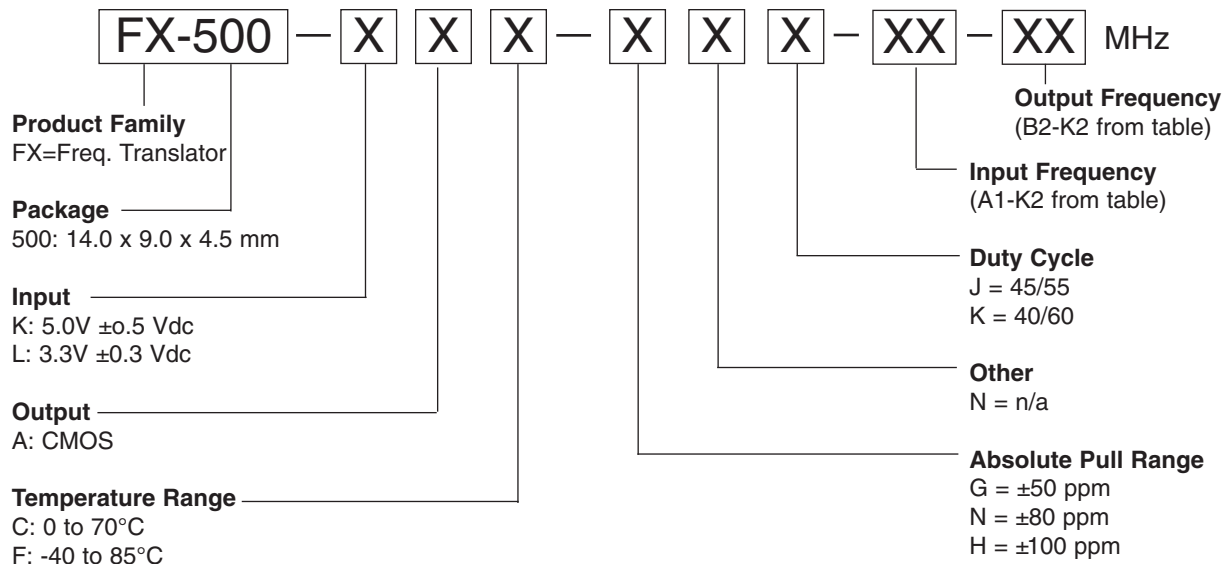 FX-500 — X X X — X X X — XX — XX MHz
Product Family
FX=Freq. Translator
Package
500: 14.0 x 9.0 x 4.5 mm
Input
K: 5.0V ±o.5 Vdc
L: 3.3V ±0.3 Vdc
Output
A: CMOS
Temperature Range
C: 0 to 70°C
F: -40 to 85°C
Output Frequency
(B2-K2 from table)
Input Frequency
(A1-K2 from table)
Duty Cycle
J = 45/55
K = 40/60
Other
N = n/a
Absolute Pull Range
G = ±50 ppm
N = ±80 ppm
H = ±100 ppm